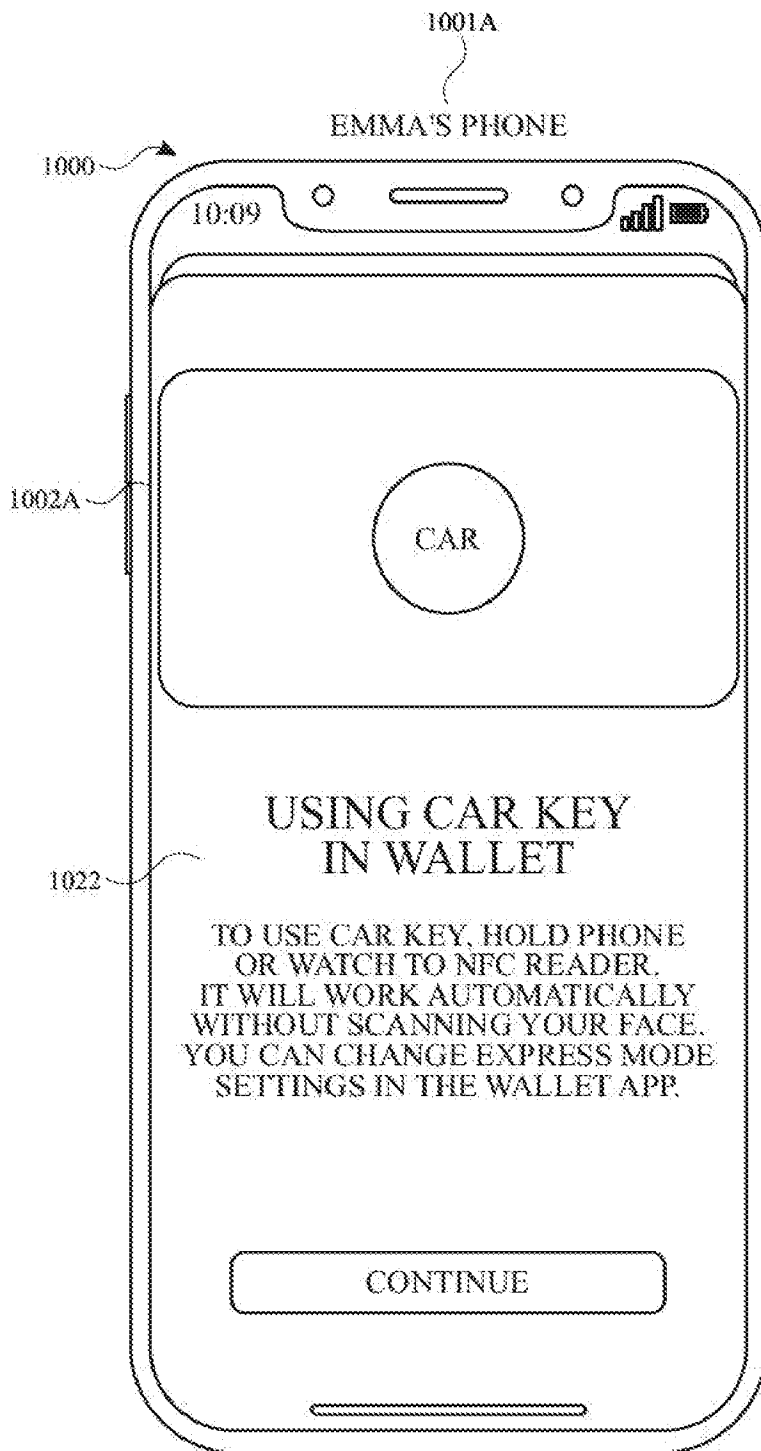 1001A
EMMA'S PHONE
1000
10:09
1002A
CAR
USING CAR KEY
IN WALLET
1022
TO USE CAR KEY, HOLD PHONE
OR WATCH TO NFC READER.
IT WILL WORK AUTOMATICALLY
WITHOUT SCANNING YOUR FACE.
YOU CAN CHANGE EXPRESS MODE
SETTINGS IN THE WALLET APP.
CONTINUE